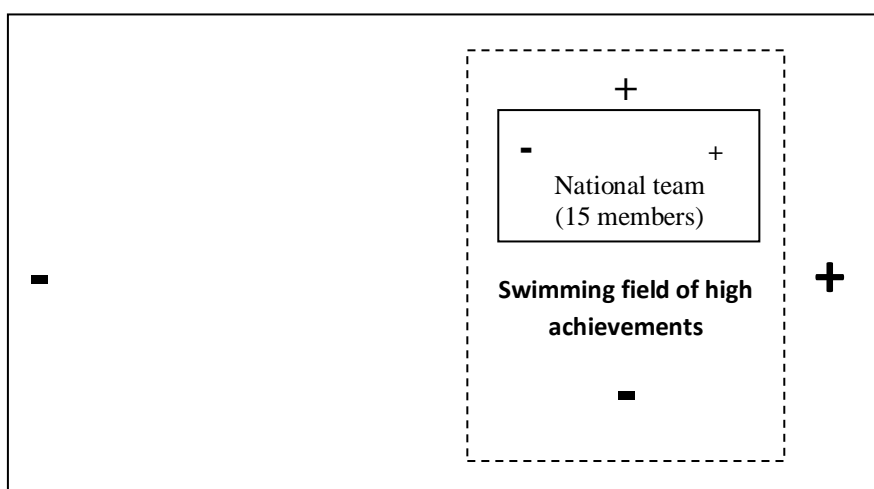 +
- +
National team
(15 members)
- +
Swimming field of high
achievements
-